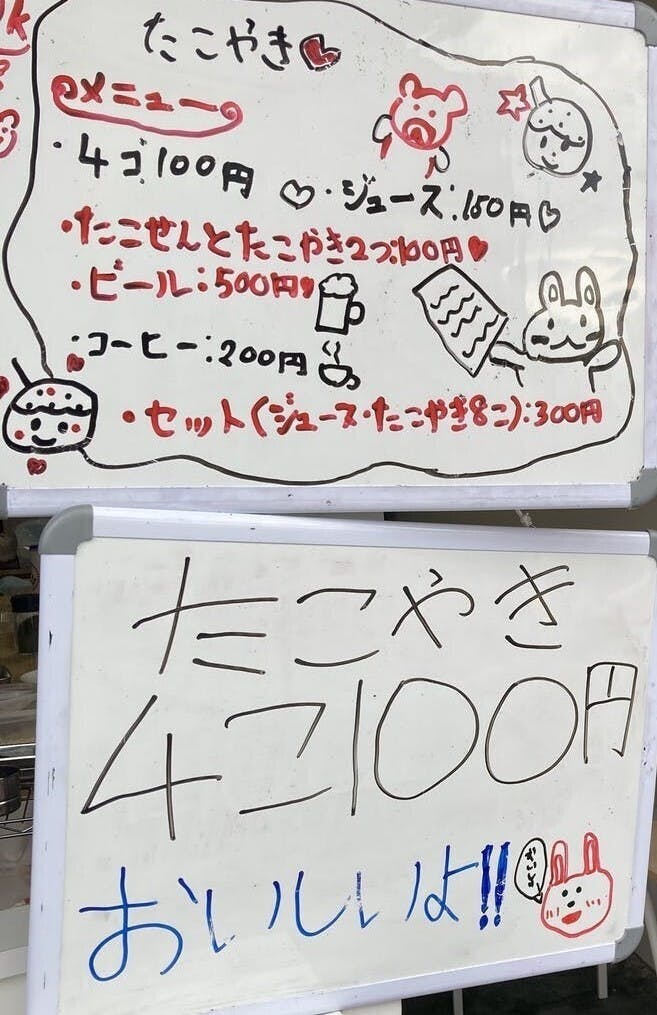 たこやき
メニュー
・4コ100円
・ジュース:150円
・たこせんとたこやき2つ:100円
・ビール:500円
・コーヒー:200円
・セット(ジュース・たこやき8こ):300円
たこやき
4こ100円
おいしいよ!!